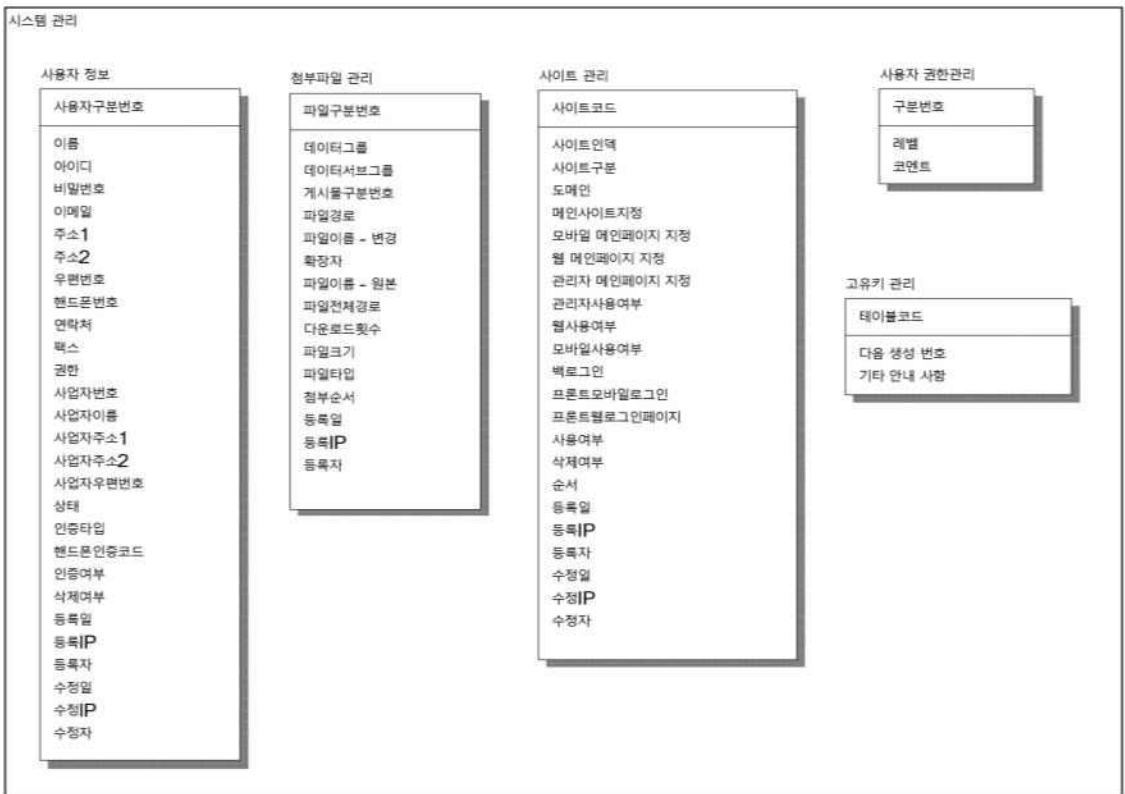 시스템 관리
사용자 정보
사용자구분번호
이름
아이디
비밀번호
이메일
주소1
주소2
우편번호
핸드폰번호
연락처
팩스
권한
사업자번호
사업자이름
사업자주소1
사업자주소2
사업자우편번호
상태
인증타입
핸드폰인증코드
인증여부
삭제여부
등록일
등록IP
등록자
수정일
수정IP
수정자
첨부파일 관리
파일구분번호
데이터그룹
데이터서브그룹
게시물구분번호
파일경로
파일이름 - 변경
확장자
파일이름 - 원본
파일전체경로
다운로드횟수
파일크기
파일타입
첨부순서
등록일
등록IP
등록자
사이트 관리
사이트코드
사이트인덱
사이트구분
도메인
메인사이트지정
모바일 메인페이지 지정
웹 메인페이지 지정
관리자 메인페이지 지정
관리자사용여부
웹사용여부
모바일사용여부
백로그인
프론트모바일로그인
프론트웹로그인페이지
사용여부
삭제여부
순서
등록일
등록IP
등록자
수정일
수정IP
수정자
사용자 권한관리
구분번호
레벨
코멘트
고유키 관리
테이블코드
다음 생성 번호
기타 안내 사항